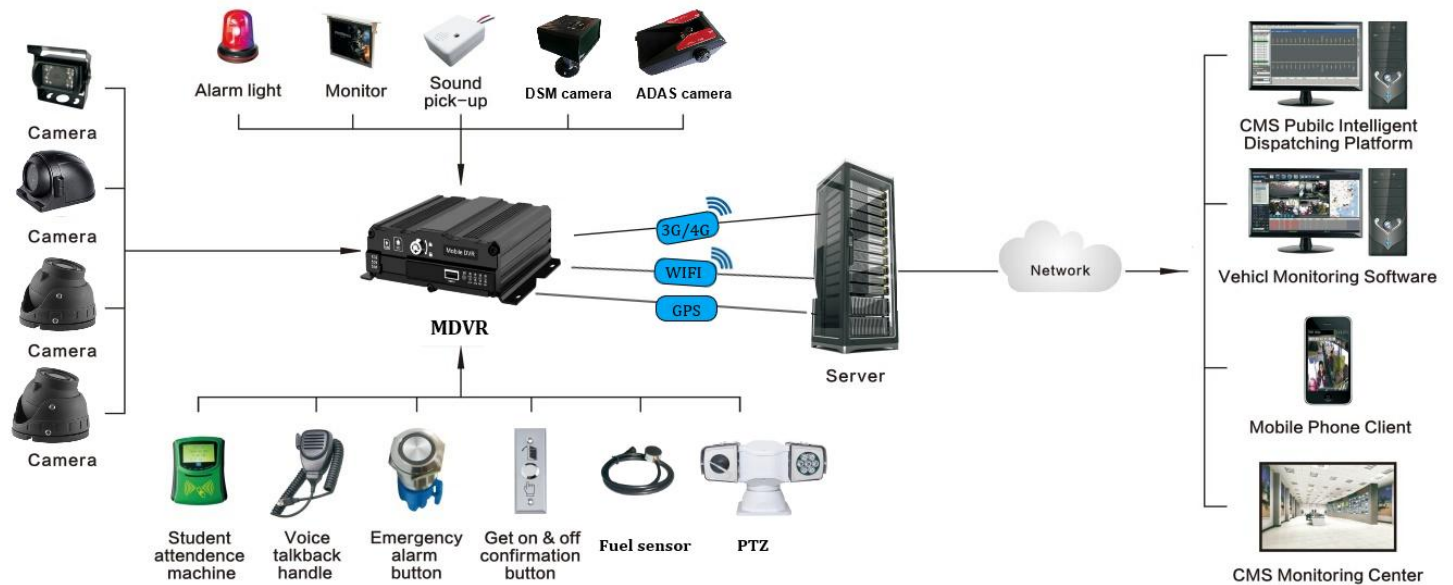 Alarm light
Monitor
Sound
pick-up
DSM camera
ADAS camera
Camera
Camera
Camera
Camera
Mobile DVR
MDVR
3G/4G
WIFI
GPS
Server
Network
CMS Pubilc Intelligent
Dispatching Platform
Vehicl Monitoring Software
Mobile Phone Client
CMS Monitoring Center
Student
attendence
machine
Voice
talkback
handle
Emergency
alarm
button
Get on & off
confirmation
button
Fuel sensor
PTZ